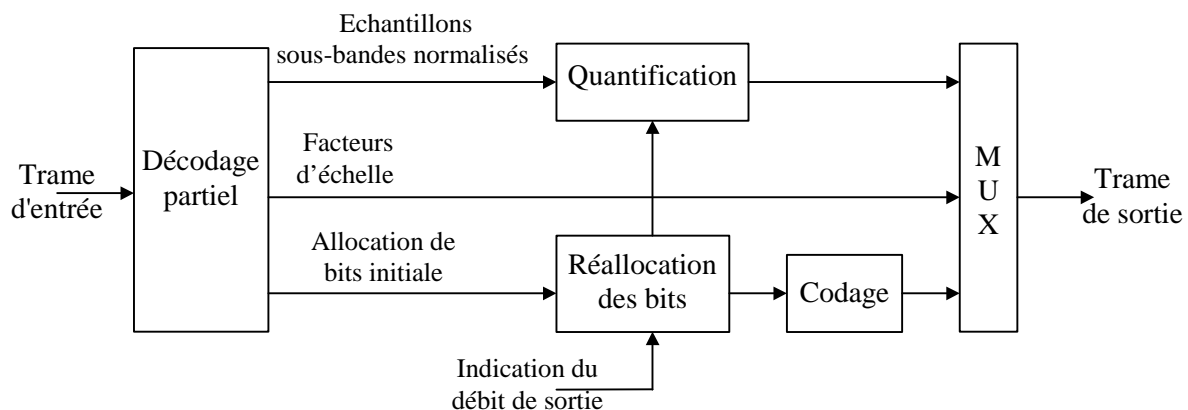 Echantillons
sous-bandes normalisés
Quantification
Facteurs
d'échelle
Décodage
partiel
Trame
d'entrée
M
U
X
Trame
de sortie
Allocation de
bits initiale
Réallocation
des bits
Codage
Indication du
débit de sortie